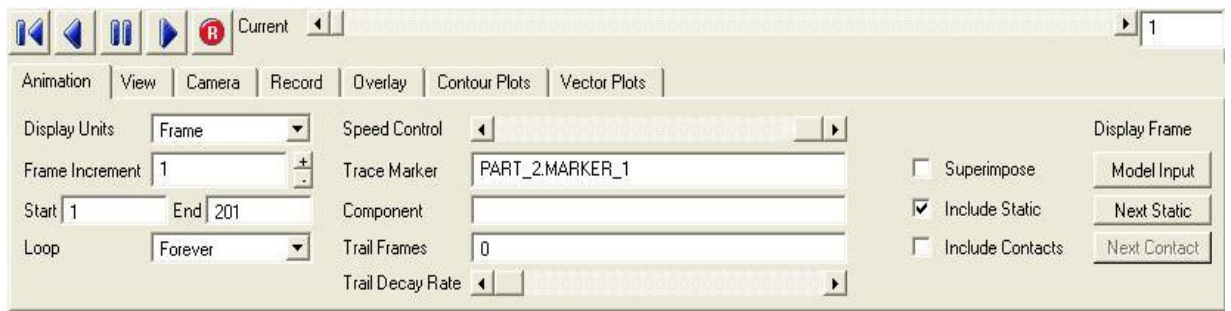 R Current 1
Animation View Camera Record Overlay Contour Plots Vector Plots
Display Units Frame Speed Control Display Frame
Frame Increment 1 + - Trace Marker PART_2.MARKER_1 Superimpose Model Input
Start 1 End 201 Component Include Static Next Static
Loop Forever Trail Frames 0 Include Contacts Next Contact
Trail Decay Rate